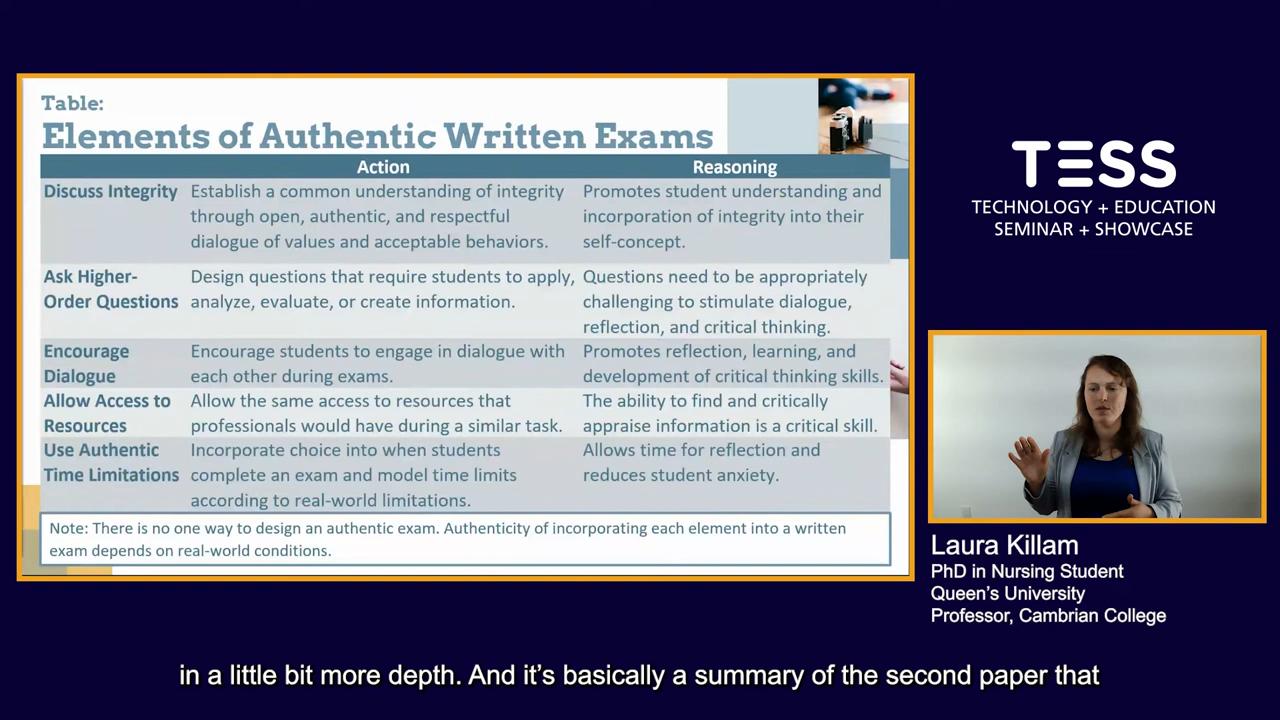 Table:
Elements of Authentic Written Exams
Action
Reasoning
Discuss Integrity
Establish a common understanding of integrity
through open, authentic, and respectful
dialogue of values and acceptable behaviors.
Promotes student understanding and
incorporation of integrity into their
self-concept.
Ask Higher-
Order Questions
Design questions that require students to apply,
analyze, evaluate, or create information.
Questions need to be appropriately
challenging to stimulate dialogue,
reflection, and critical thinking.
Encourage
Dialogue
Encourage students to engage in dialogue with
each other during exams.
Promotes reflection, learning, and
development of critical thinking skills.
Allow Access to
Resources
Allow the same access to resources that
professionals would have during a similar task.
The ability to find and critically
appraise information is a critical skill.
Use Authentic
Time Limitations
Incorporate choice into when students
complete an exam and model time limits
according to real-world limitations.
Allows time for reflection and
reduces student anxiety.
Note: There is no one way to design an authentic exam. Authenticity of incorporating each element into a written
exam depends on real-world conditions.
TESS
TECHNOLOGY + EDUCATION
SEMINAR + SHOWCASE
Laura Killam
PhD in Nursing Student
Queen’s University
Professor, Cambrian College
in a little bit more depth. And it’s basically a summary of the second paper that